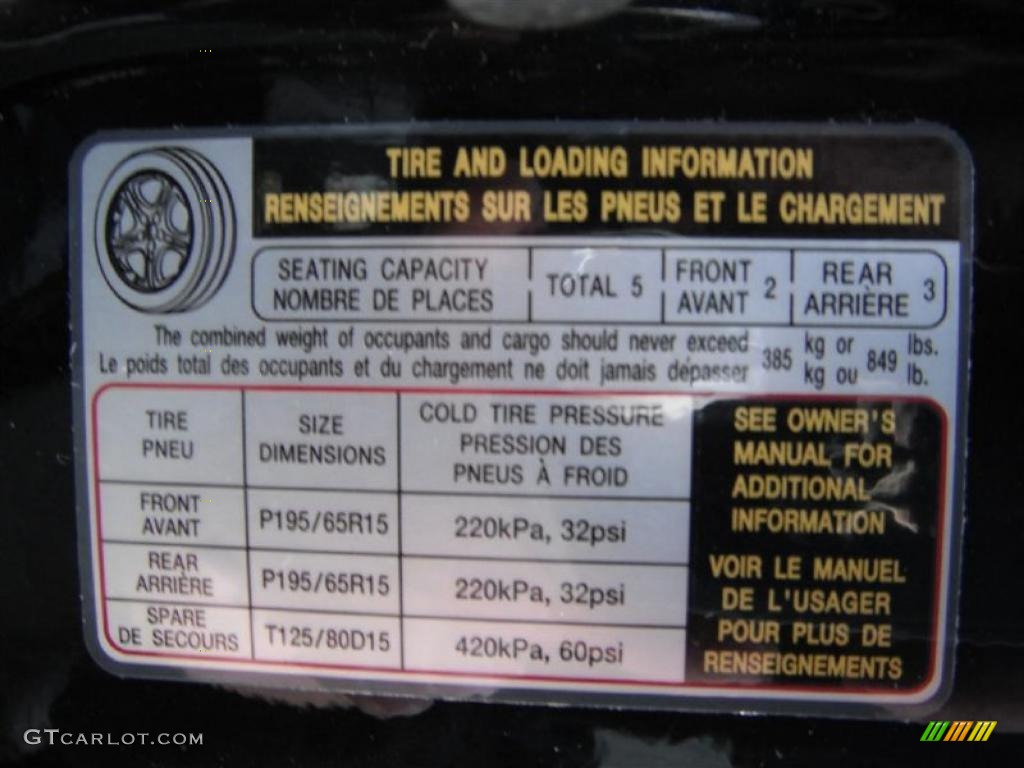 TIRE AND LOADING INFORMATION
RENSEIGNEMENTS SUR LES PNEUS ET LE CHARGEMENT
SEATING CAPACITY
NOMBRE DE PLACES
TOTAL 5
FRONT
AVANT 2
REAR
ARRIÈRE 3
The combined weight of occupants and cargo should never exceed
Le poids total des occupants et du chargement ne doit jamais dépasser
385
kg or
kg ou
849
lbs.
lb.
TIRE
PNEU
SIZE
DIMENSIONS
COLD TIRE PRESSURE
PRESSION DES
PNEUS À FROID
FRONT
AVANT
P195/65R15
220kPa, 32psi
REAR
ARRIÈRE
P195/65R15
220kPa, 32psi
SPARE
DE SECOURS
T125/80D15
420kPa, 60psi
SEE OWNER'S
MANUAL FOR
ADDITIONAL
INFORMATION
VOIR LE MANUEL
DE L'USAGER
POUR PLUS DE
RENSEIGNEMENTS
GTCARLOT.COM